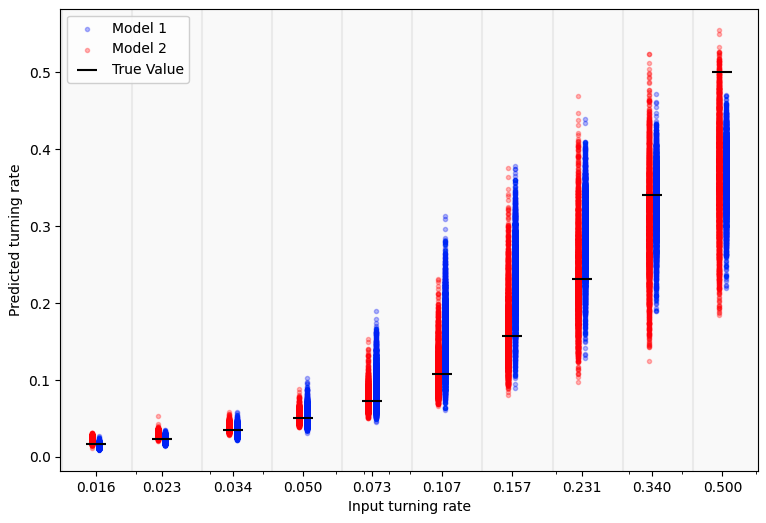 Model 1
Model 2
True Value
0.5
0.4
0.3
0.2
0.1
0.0
Predicted turning rate
0.016 0.023 0.034 0.050 0.073 0.107 0.157 0.231 0.340 0.500
Input turning rate